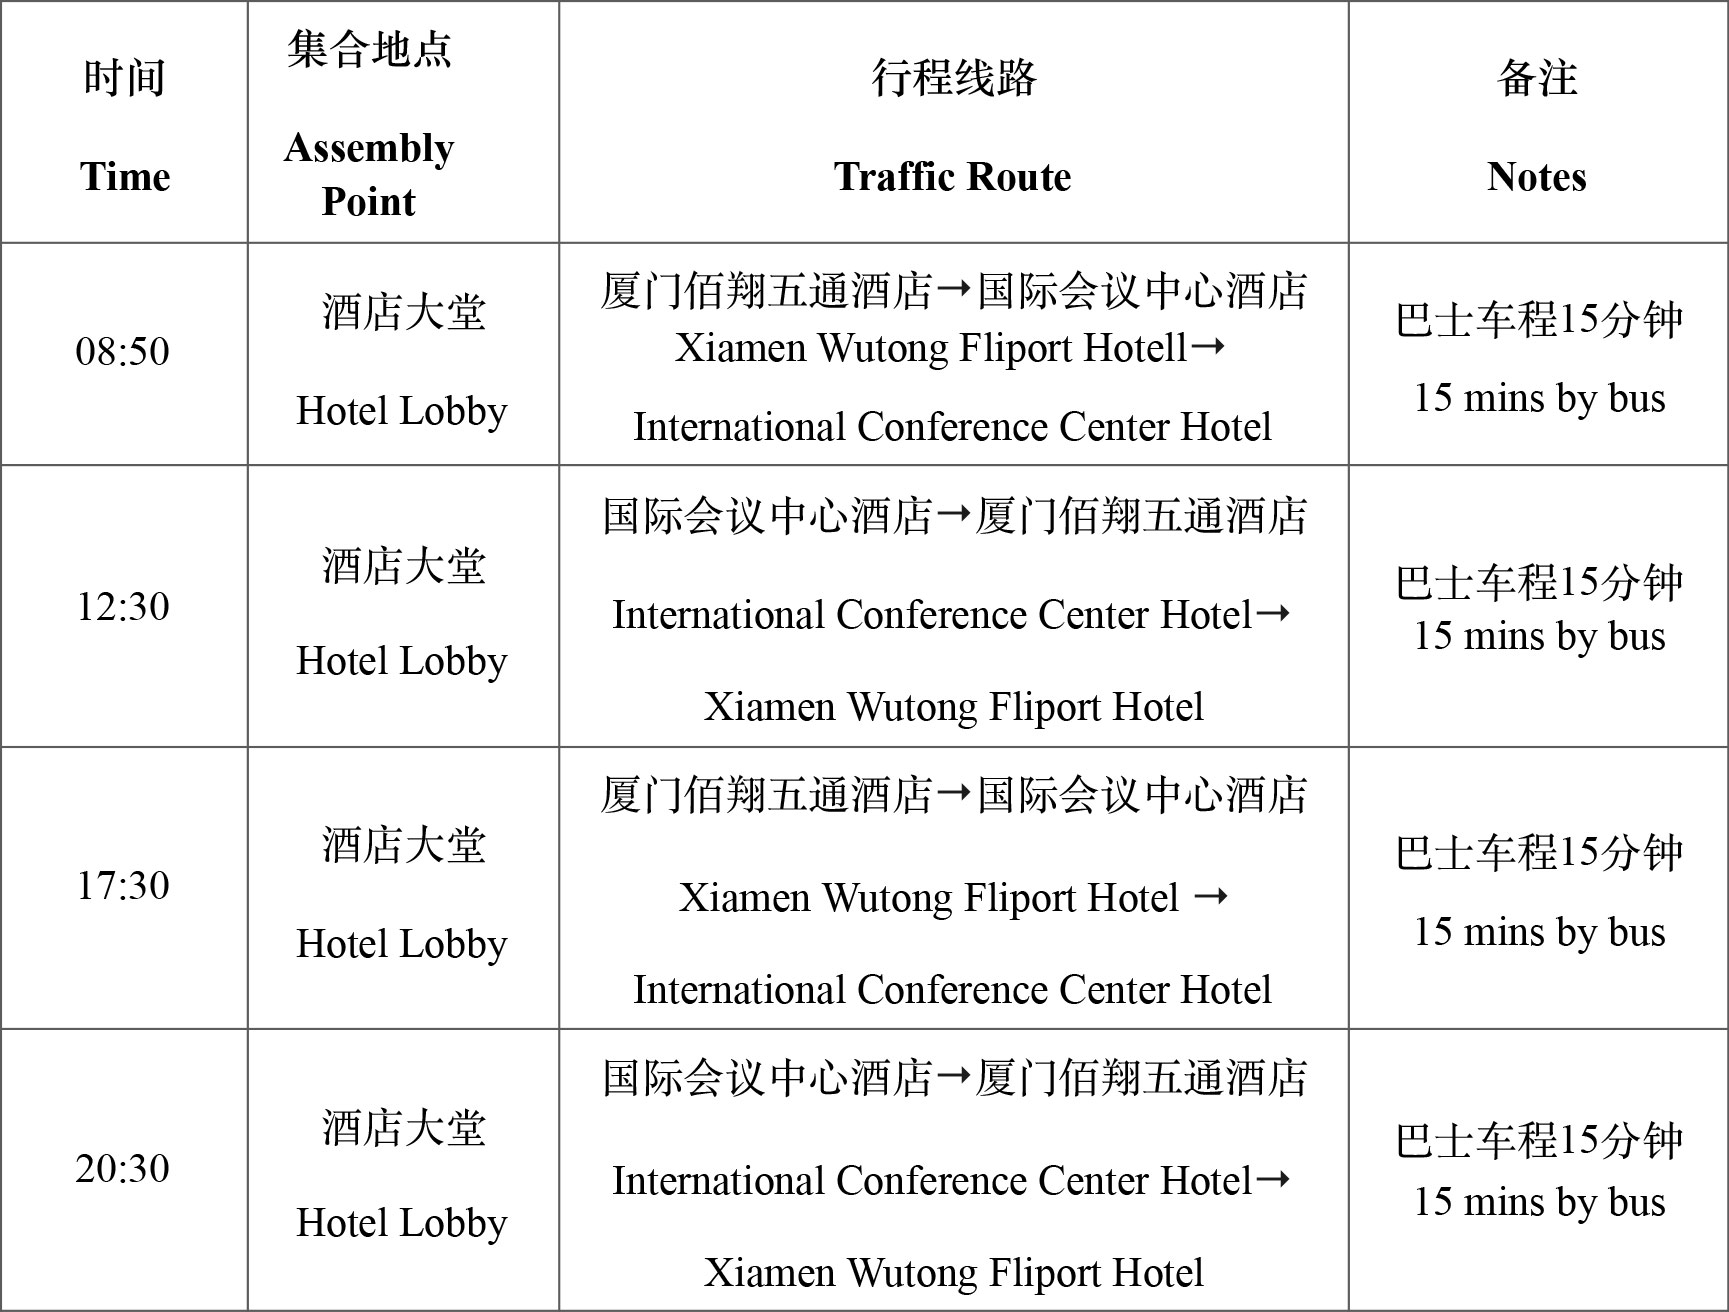 时间
Time
集合地点
Assembly
Point
行程线路
Traffic Route
备注
Notes
08:50
酒店大堂
Hotel Lobby
厦门佰翔五通酒店→国际会议中心酒店
Xiamen Wutong Fliport Hotell→
International Conference Center Hotel
巴士车程15分钟
15 mins by bus
12:30
酒店大堂
Hotel Lobby
国际会议中心酒店→厦门佰翔五通酒店
International Conference Center Hotel→
Xiamen Wutong Fliport Hotel
巴士车程15分钟
15 mins by bus
17:30
酒店大堂
Hotel Lobby
厦门佰翔五通酒店→国际会议中心酒店
Xiamen Wutong Fliport Hotel →
International Conference Center Hotel
巴士车程15分钟
15 mins by bus
20:30
酒店大堂
Hotel Lobby
国际会议中心酒店→厦门佰翔五通酒店
International Conference Center Hotel→
Xiamen Wutong Fliport Hotel
巴士车程15分钟
15 mins by bus